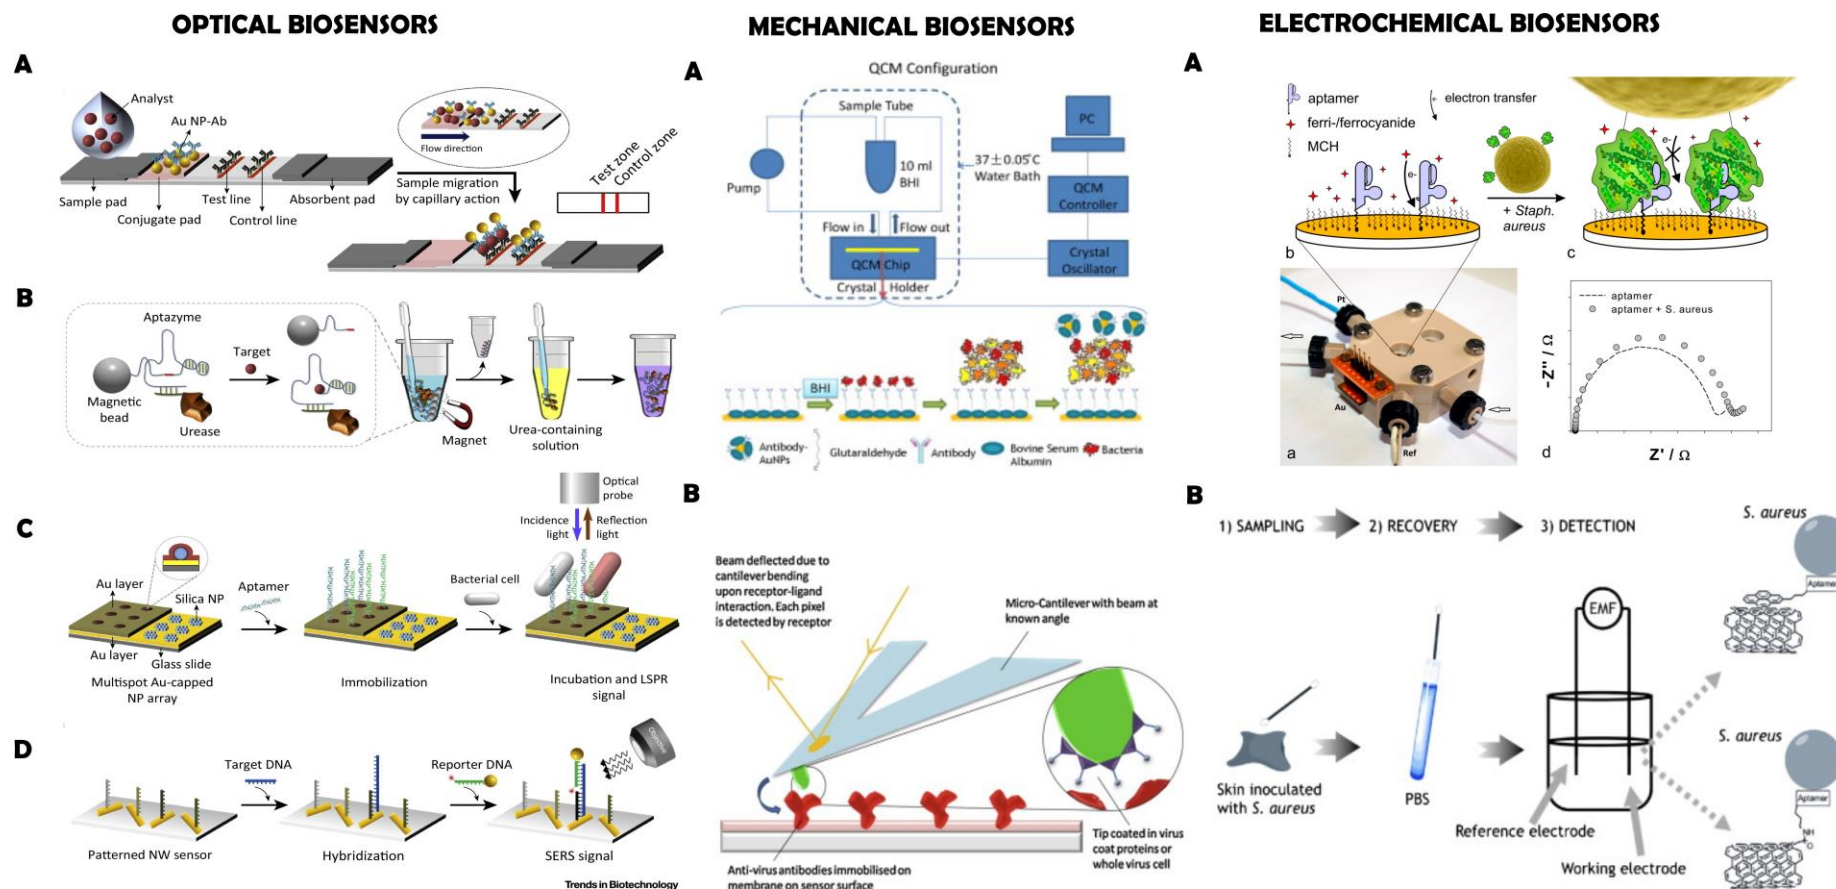 OPTICAL BIOSENSORS
A
Analyst
Au NP-Ab
Flow direction
Sample pad
Conjugate pad
Test line
Control line
Absorbent pad
Sample migration
by capillary action
Test zone
Control zone
B
Aptazyme
Target
Magnetic
bead
Urease
Magnet
Urea-containing
solution
C
Optical
probe
Incidence
light
Reflection
light
Au layer
Aptamer
Silica NP
Bacterial cell
Au layer
Glass slide
Multispot Au-capped
NP array
Immobilization
Incubation and LSPR
signal
D
Target DNA
Reporter DNA
Objective
Patterned NW sensor
Hybridization
SERS signal
Trends in Biotechnology
MECHANICAL BIOSENSORS
A
QCM Configuration
Sample Tube
PC
Pump
10 ml
BHI
37±0.05°C
Water Bath
QCM
Controller
Flow in
Flow out
QCM Chip
Crystal
Oscillator
Crystal Holder
BHI
Antibody-
AuNPs
Glutaraldehyde
Antibody
Bovine Serum
Albumin
Bacteria
B
Beam deflected due to
cantilever bending
upon receptor-ligand
interaction. Each pixel
is detected by receptor
Micro-Cantilever with beam at
known angle
Tip coated in virus
coat proteins or
whole virus cell
Anti-virus antibodies immobilised on
membrane on sensor surface
ELECTROCHEMICAL BIOSENSORS
A
aptamer
e- electron transfer
ferri-/ferrocyanide
MCH
e-
e-
+ Staph.
aureus
b
c
Pt
Au
Ref
a
aptamer
aptamer + S. aureus
-Z'' / Ω
d
Z' / Ω
B
1) SAMPLING
2) RECOVERY
3) DETECTION
S. aureus
Aptamer
EMF
Skin inoculated
with S. aureus
PBS
Reference electrode
Working electrode
S. aureus
Aptamer
NH
O